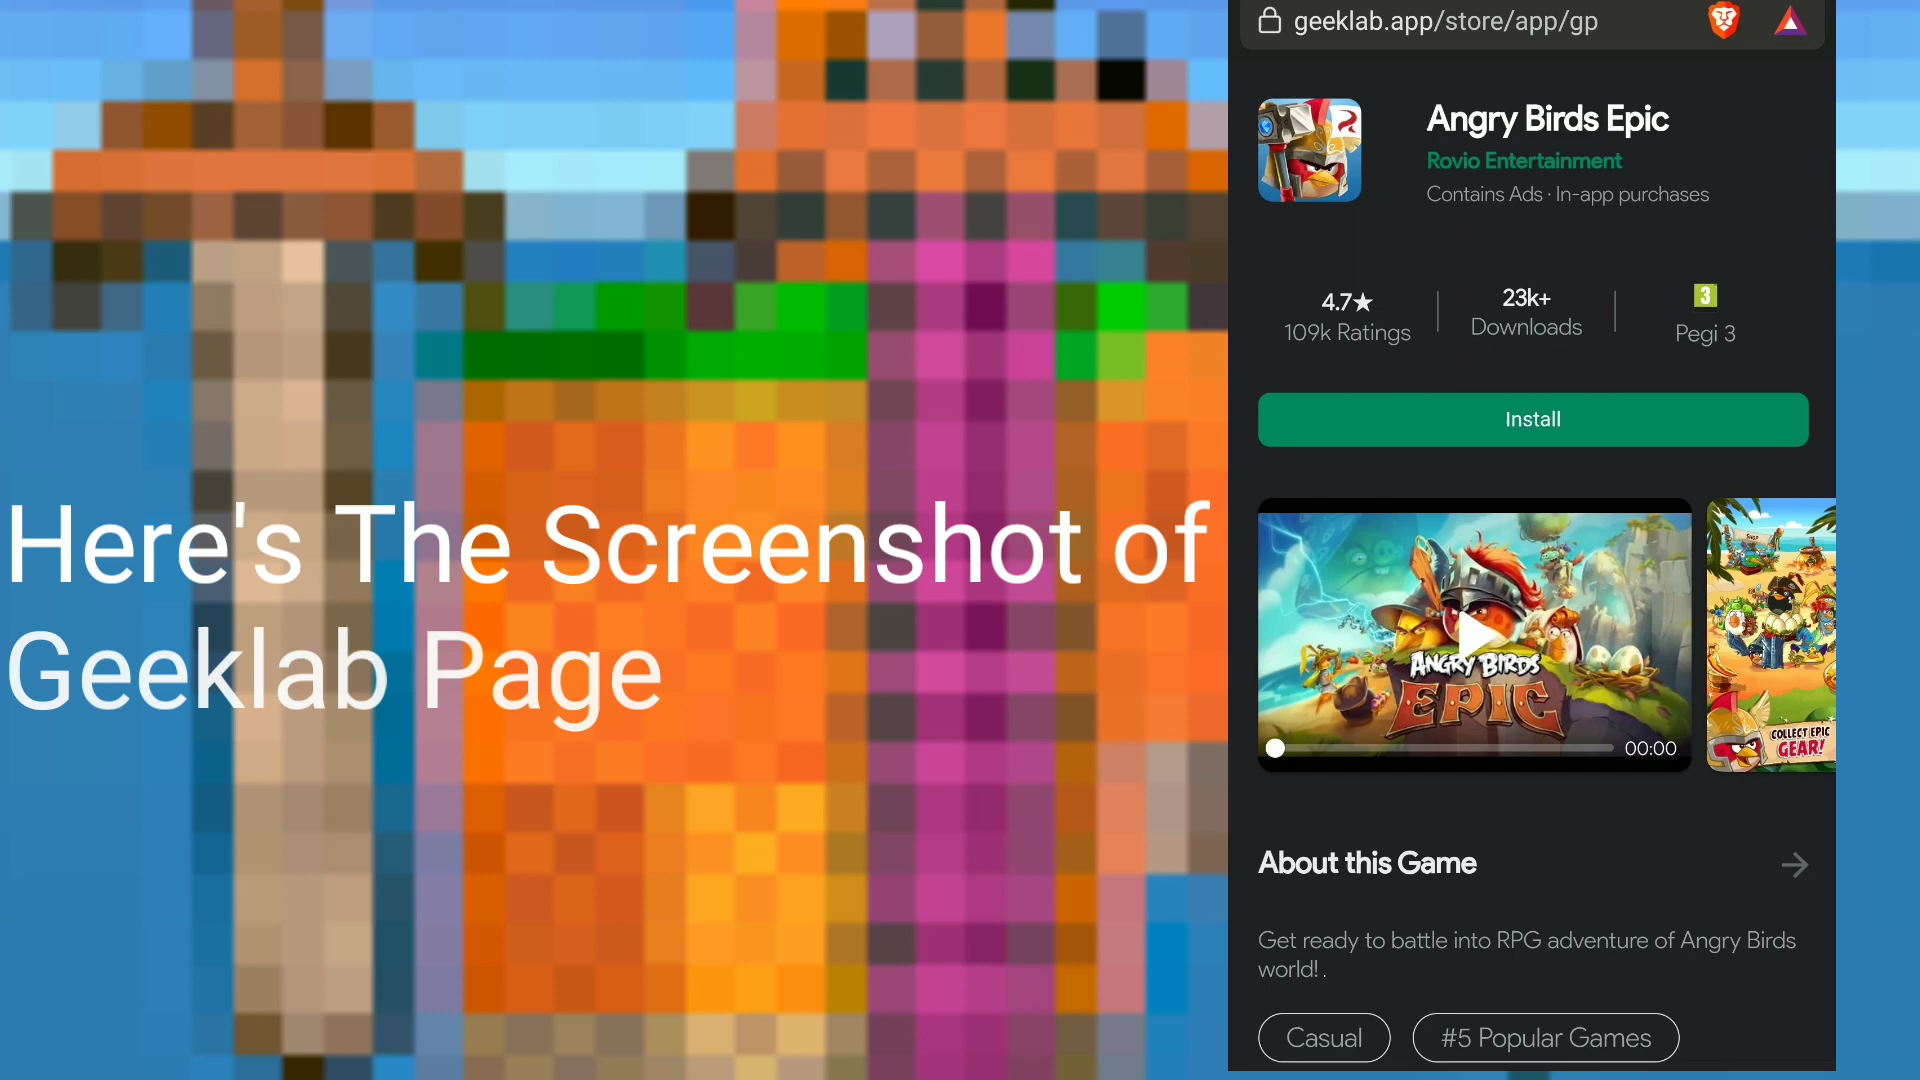 Here's The Screenshot of
Geeklab Page
geeklab.app/store/app/gp
Angry Birds Epic
Rovio Entertainment
Contains Ads · In-app purchases
4.7★
109k Ratings
23k+
Downloads
3
Pegi 3
Install
ANGRY BIRDS
EPIC
00:00
SHOP
COLLECT EPIC
GEAR!
About this Game
Get ready to battle into RPG adventure of Angry Birds
world! .
Casual
#5 Popular Games